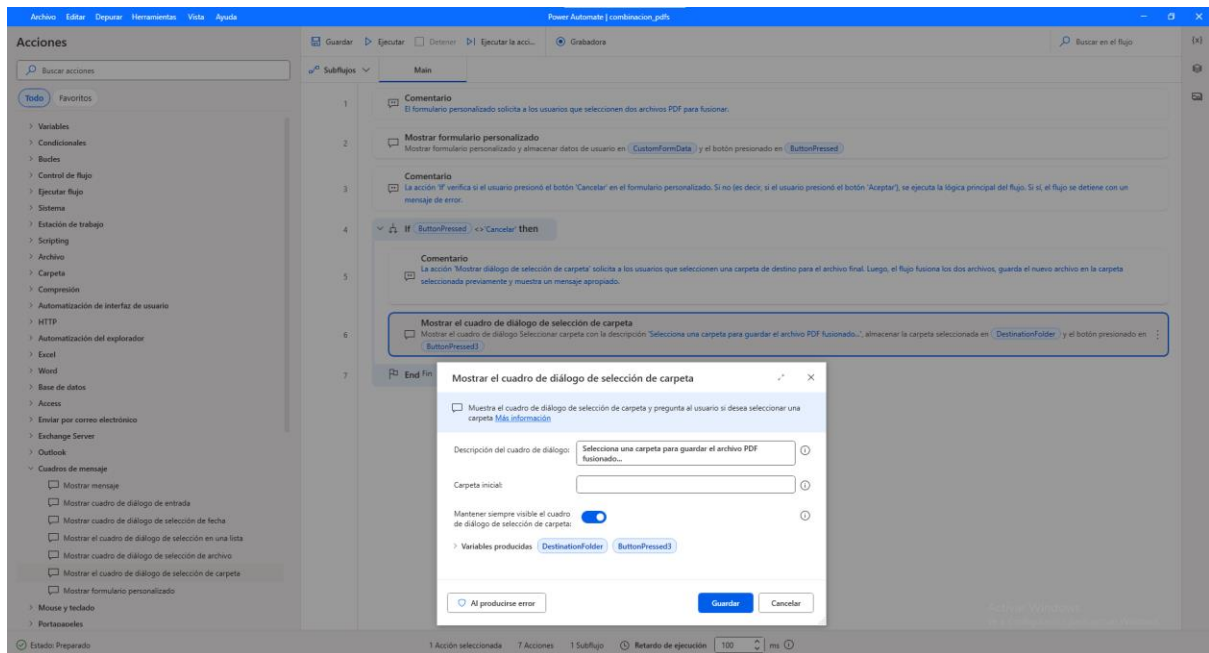 Archivo Editar Depurar Herramientas Vista Ayuda
Power Automate | combinacion_pdfs
Acciones
Guardar Ejecutar Detener Ejecutar la acci... Grabadora
Buscar en el flujo
{x}
Buscar acciones
Subflujos
Main
Todo Favoritos
Variables
Condicionales
Bucles
Control de flujo
Ejecutar flujo
Sistema
Estación de trabajo
Scripting
Archivo
Carpeta
Compresión
Automatización de interfaz de usuario
HTTP
Automatización del explorador
Excel
Word
Base de datos
Access
Enviar por correo electrónico
Exchange Server
Outlook
Cuadros de mensaje
Mostrar mensaje
Mostrar cuadro de diálogo de entrada
Mostrar cuadro de diálogo de selección de fecha
Mostrar el cuadro de diálogo de selección en una lista
Mostrar cuadro de diálogo de selección de archivo
Mostrar el cuadro de diálogo de selección de carpeta
Mostrar formulario personalizado
Mouse y teclado
Portapapeles
1
Comentario
El formulario personalizado solicita a los usuarios que seleccionen dos archivos PDF para fusionar.
2
Mostrar formulario personalizado
Mostrar formulario personalizado y almacenar datos de usuario en CustomFormData y el botón presionado en ButtonPressed
3
Comentario
La acción 'If' verifica si el usuario presionó el botón 'Cancelar' en el formulario personalizado. Si no (es decir, si el usuario presionó el botón 'Aceptar'), se ejecuta la lógica principal del flujo. Si sí, el flujo se detiene con un
mensaje de error.
4
If ButtonPressed <> 'Cancelar' then
5
Comentario
La acción 'Mostrar diálogo de selección de carpeta' solicita a los usuarios que seleccionen una carpeta de destino para el archivo final. Luego, el flujo fusiona los dos archivos, guarda el nuevo archivo en la carpeta
seleccionada previamente y muestra un mensaje apropiado.
6
Mostrar el cuadro de diálogo de selección de carpeta
Mostrar el cuadro de diálogo Seleccionar carpeta con la descripción 'Selecciona una carpeta para guardar el archivo PDF fusionado...', almacenar la carpeta seleccionada en DestinationFolder y el botón presionado en
ButtonPressed3
7
End Fin
Mostrar el cuadro de diálogo de selección de carpeta
Muestra el cuadro de diálogo de selección de carpeta y pregunta al usuario si desea seleccionar una
carpeta Más información
Descripción del cuadro de diálogo:
Selecciona una carpeta para guardar el archivo PDF
fusionado...
Carpeta inicial:
Mantener siempre visible el cuadro
de diálogo de selección de carpeta:
Variables producidas DestinationFolder ButtonPressed3
Al producirse error
Guardar Cancelar
Activar Windows
Estado: Preparado
1 Acción seleccionada 7 Acciones 1 Subflujo Retardo de ejecución 100 ms